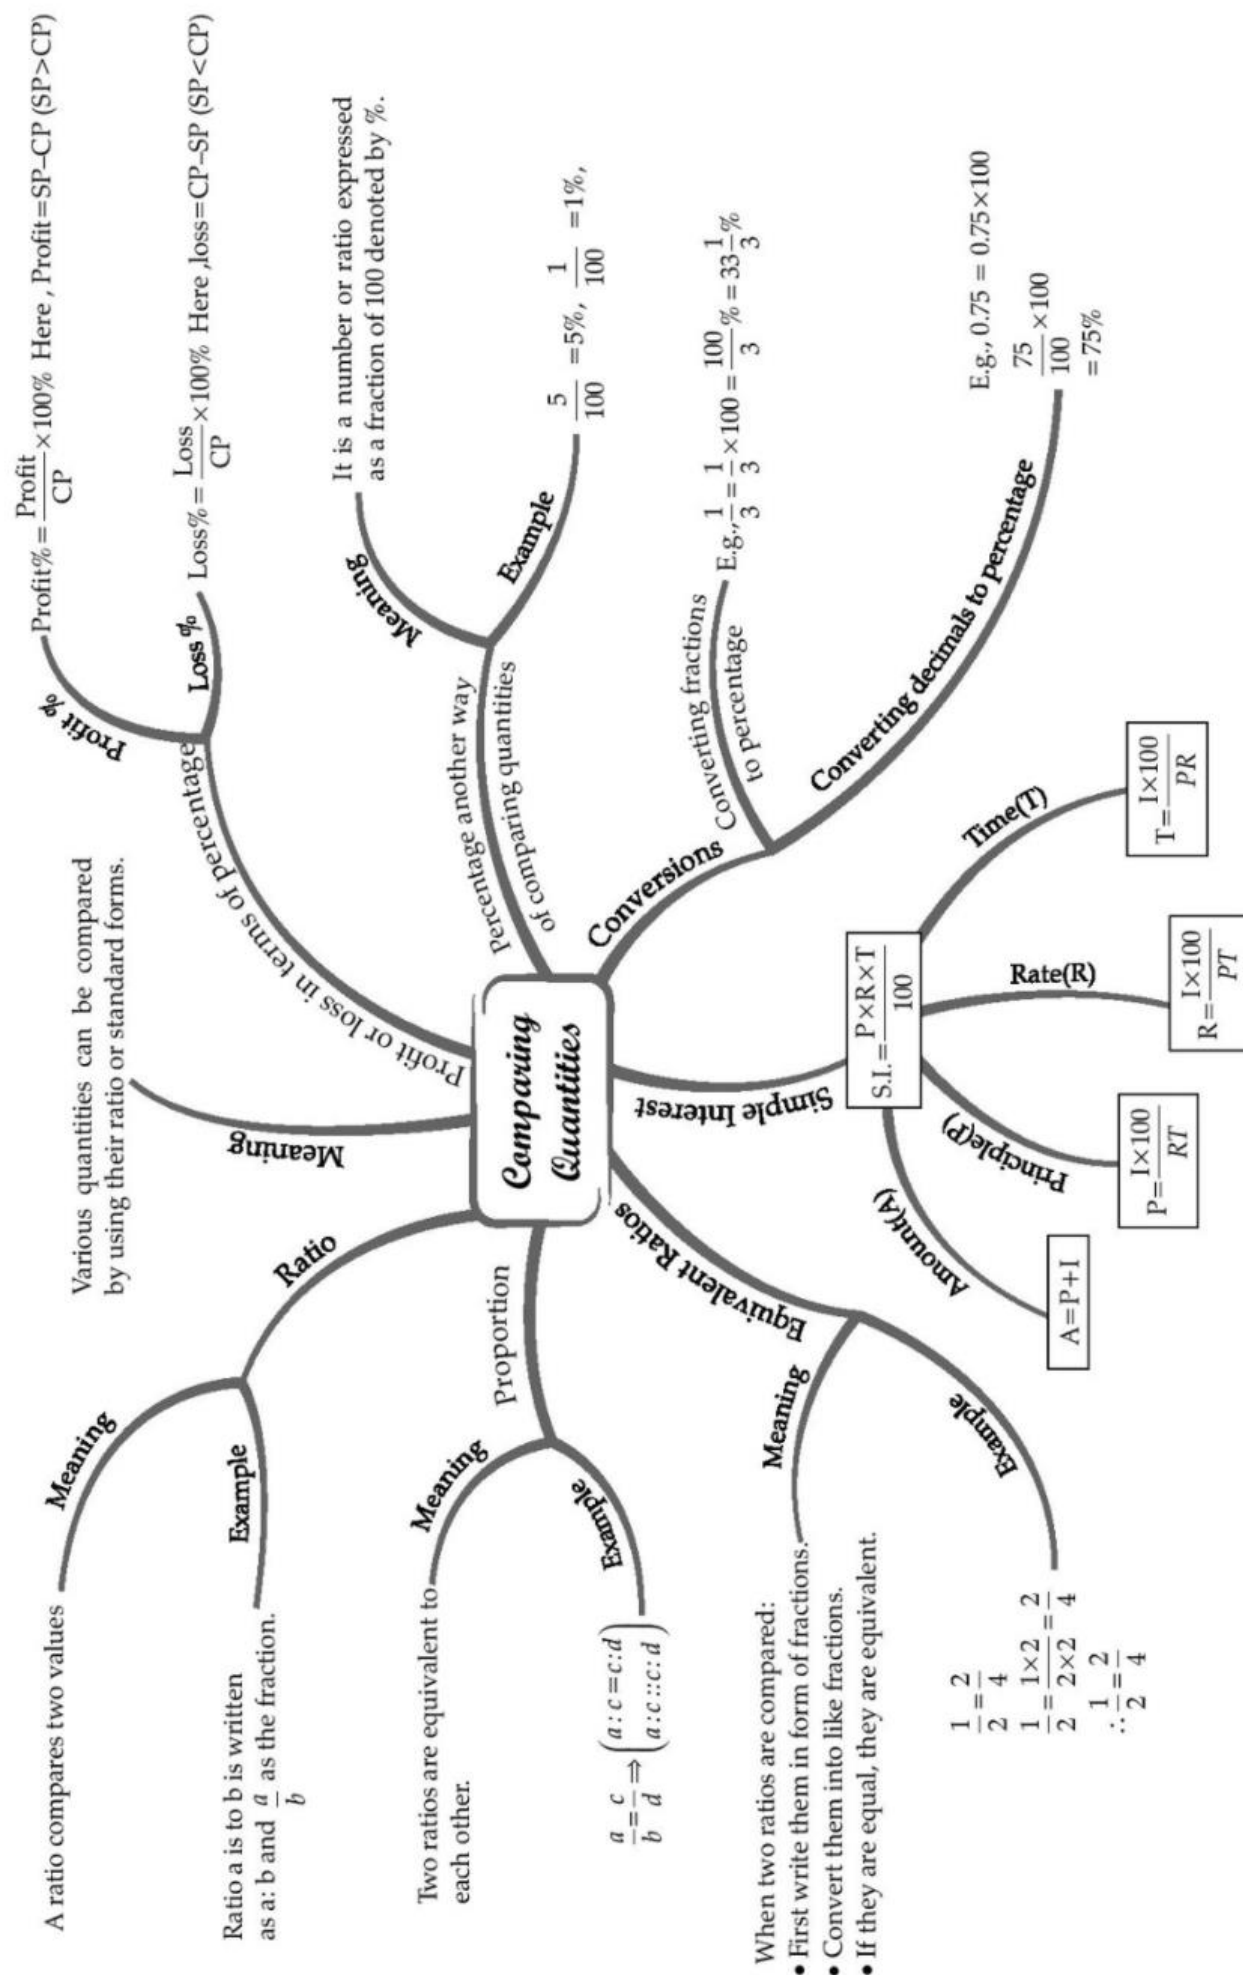 Comparing
Quantities
Meaning
Various quantities can be compared
by using their ratio or standard forms.
Ratio
Meaning
A ratio compares two values
Example
Ratio a is to b is written
as a: b and a/b as the fraction.
Proportion
Meaning
Two ratios are equivalent to
each other.
Example
a/b = c/d ⇒ (a : c = c : d
a : c :: c : d)
Equivalent Ratios
Meaning
When two ratios are compared:
• First write them in form of fractions.
• Convert them into like fractions.
• If they are equal, they are equivalent.
Example
1/2 = 2/4
1/2 = 1×2/2×2 = 2/4
∴ 1/2 = 2/4
Simple Interest
S.I. = P×R×T/100
Amount(A)
A=P+I
Principle(P)
P= I×100/RT
Rate(R)
R= I×100/PT
Time(T)
T= I×100/PR
Conversions
Converting fractions
to percentage
E.g., 1/3 = 1/3 ×100 = 100/3 % = 33 1/3 %
Converting decimals to percentage
E.g., 0.75 = 0.75×100
75/100 ×100
= 75%
Percentage another way
of comparing quantities
Meaning
It is a number or ratio expressed
as a fraction of 100 denoted by %.
Example
5/100 =5%, 1/100 =1%,
Profit or loss in terms of percentage
Profit %
Profit% = Profit/CP ×100% Here , Profit=SP–CP (SP>CP)
Loss %
Loss% = Loss/CP ×100% Here ,loss=CP–SP (SP<CP)